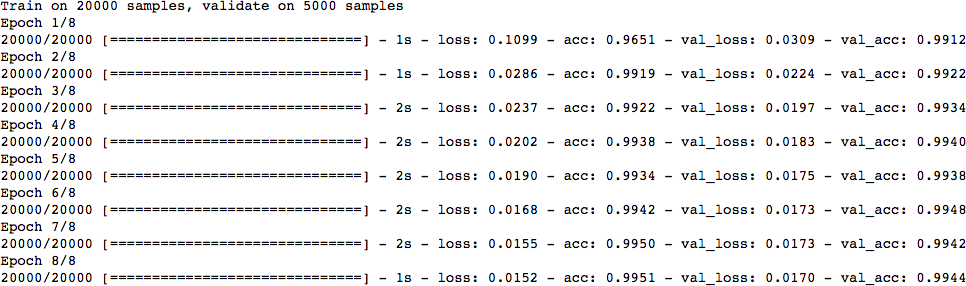 Train on 20000 samples, validate on 5000 samples
Epoch 1/8
20000/20000 [==============================] - 1s - loss: 0.1099 - acc: 0.9651 - val_loss: 0.0309 - val_acc: 0.9912
Epoch 2/8
20000/20000 [==============================] - 1s - loss: 0.0286 - acc: 0.9919 - val_loss: 0.0224 - val_acc: 0.9922
Epoch 3/8
20000/20000 [==============================] - 2s - loss: 0.0237 - acc: 0.9922 - val_loss: 0.0197 - val_acc: 0.9934
Epoch 4/8
20000/20000 [==============================] - 2s - loss: 0.0202 - acc: 0.9938 - val_loss: 0.0183 - val_acc: 0.9940
Epoch 5/8
20000/20000 [==============================] - 2s - loss: 0.0190 - acc: 0.9934 - val_loss: 0.0175 - val_acc: 0.9938
Epoch 6/8
20000/20000 [==============================] - 2s - loss: 0.0168 - acc: 0.9942 - val_loss: 0.0173 - val_acc: 0.9948
Epoch 7/8
20000/20000 [==============================] - 2s - loss: 0.0155 - acc: 0.9950 - val_loss: 0.0173 - val_acc: 0.9942
Epoch 8/8
20000/20000 [==============================] - 1s - loss: 0.0152 - acc: 0.9951 - val_loss: 0.0170 - val_acc: 0.9944